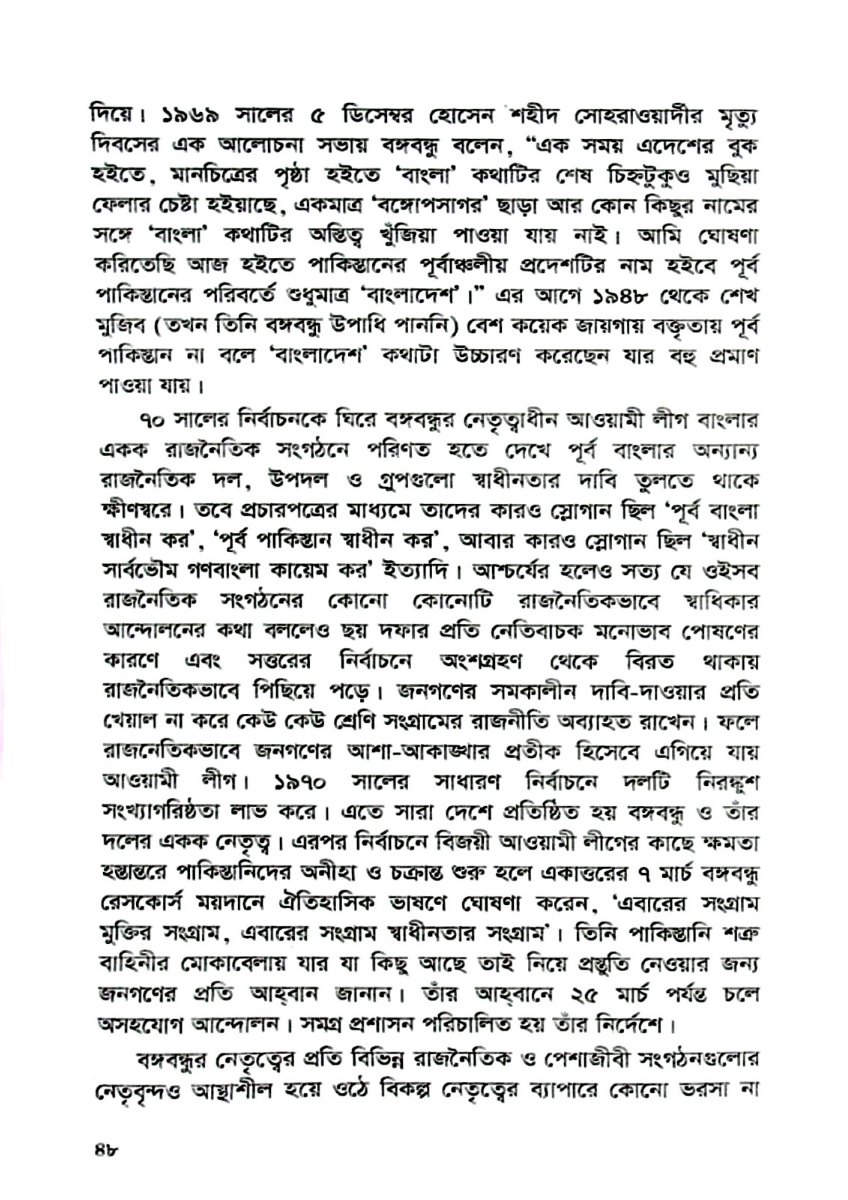 দিয়ে। ১৯৬৯ সালের ৫ ডিসেম্বর হোসেন শহীদ সোহরাওয়ার্দীর মৃত্যু
দিবসের এক আলোচনা সভায় বঙ্গবন্ধু বলেন, “এক সময় এদেশের বুক
হইতে, মানচিত্রের পৃষ্ঠা হইতে ‘বাংলা’ কথাটির শেষ চিহ্নটুকুও মুছিয়া
ফেলার চেষ্টা হইয়াছে, একমাত্র ‘বঙ্গোপসাগর’ ছাড়া আর কোন কিছুর নামের
সঙ্গে ‘বাংলা’ কথাটির অস্তিত্ব খুঁজিয়া পাওয়া যায় নাই। আমি ঘোষণা
করিতেছি আজ হইতে পাকিস্তানের পূর্বাঞ্চলীয় প্রদেশটির নাম হইবে পূর্ব
পাকিস্তানের পরিবর্তে শুধুমাত্র ‘বাংলাদেশ’।” এর আগে ১৯৪৮ থেকে শেখ
মুজিব (তখন তিনি বঙ্গবন্ধু উপাধি পাননি) বেশ কয়েক জায়গায় বক্তৃতায় পূর্ব
পাকিস্তান না বলে ‘বাংলাদেশ’ কথাটা উচ্চারণ করেছেন যার বহু প্রমাণ
পাওয়া যায়।
৭০ সালের নির্বাচনকে ঘিরে বঙ্গবন্ধুর নেতৃত্বাধীন আওয়ামী লীগ বাংলার
একক রাজনৈতিক সংগঠনে পরিণত হতে দেখে পূর্ব বাংলার অন্যান্য
রাজনৈতিক দল, উপদল ও গ্রুপগুলো স্বাধীনতার দাবি তুলতে থাকে
ক্ষীণস্বরে। তবে প্রচারপত্রের মাধ্যমে তাদের কারও স্লোগান ছিল ‘পূর্ব বাংলা
স্বাধীন কর’, ‘পূর্ব পাকিস্তান স্বাধীন কর’, আবার কারও স্লোগান ছিল ‘স্বাধীন
সার্বভৌম গণবাংলা কায়েম কর’ ইত্যাদি। আশ্চর্যের হলেও সত্য যে ওইসব
রাজনৈতিক সংগঠনের কোনো কোনোটি রাজনৈতিকভাবে স্বাধিকার
আন্দোলনের কথা বললেও ছয় দফার প্রতি নেতিবাচক মনোভাব পোষণের
কারণে এবং সত্তরের নির্বাচনে অংশগ্রহণ থেকে বিরত থাকায়
রাজনৈতিকভাবে পিছিয়ে পড়ে। জনগণের সমকালীন দাবি-দাওয়ার প্রতি
খেয়াল না করে কেউ কেউ শ্রেণি সংগ্রামের রাজনীতি অব্যাহত রাখেন। ফলে
রাজনেতিকভাবে জনগণের আশা-আকাঙ্খার প্রতীক হিসেবে এগিয়ে যায়
আওয়ামী লীগ। ১৯৭০ সালের সাধারণ নির্বাচনে দলটি নিরঙ্কুশ
সংখ্যাগরিষ্ঠতা লাভ করে। এতে সারা দেশে প্রতিষ্ঠিত হয় বঙ্গবন্ধু ও তাঁর
দলের একক নেতৃত্ব। এরপর নির্বাচনে বিজয়ী আওয়ামী লীগের কাছে ক্ষমতা
হস্তান্তরে পাকিস্তানিদের অনীহা ও চক্রান্ত শুরু হলে একাত্তরের ৭ মার্চ বঙ্গবন্ধু
রেসকোর্স ময়দানে ঐতিহাসিক ভাষণে ঘোষণা করেন, ‘এবারের সংগ্রাম
মুক্তির সংগ্রাম, এবারের সংগ্রাম স্বাধীনতার সংগ্রাম’। তিনি পাকিস্তানি শত্রু
বাহিনীর মোকাবেলায় যার যা কিছু আছে তাই নিয়ে প্রস্তুতি নেওয়ার জন্য
জনগণের প্রতি আহ্‌বান জানান। তাঁর আহ্‌বানে ২৫ মার্চ পর্যন্ত চলে
অসহযোগ আন্দোলন। সমগ্র প্রশাসন পরিচালিত হয় তাঁর নির্দেশে।
বঙ্গবন্ধুর নেতৃত্বের প্রতি বিভিন্ন রাজনৈতিক ও পেশাজীবী সংগঠনগুলোর
নেতৃবৃন্দও আস্থাশীল হয়ে ওঠে বিকল্প নেতৃত্বের ব্যাপারে কোনো ভরসা না
৪৮